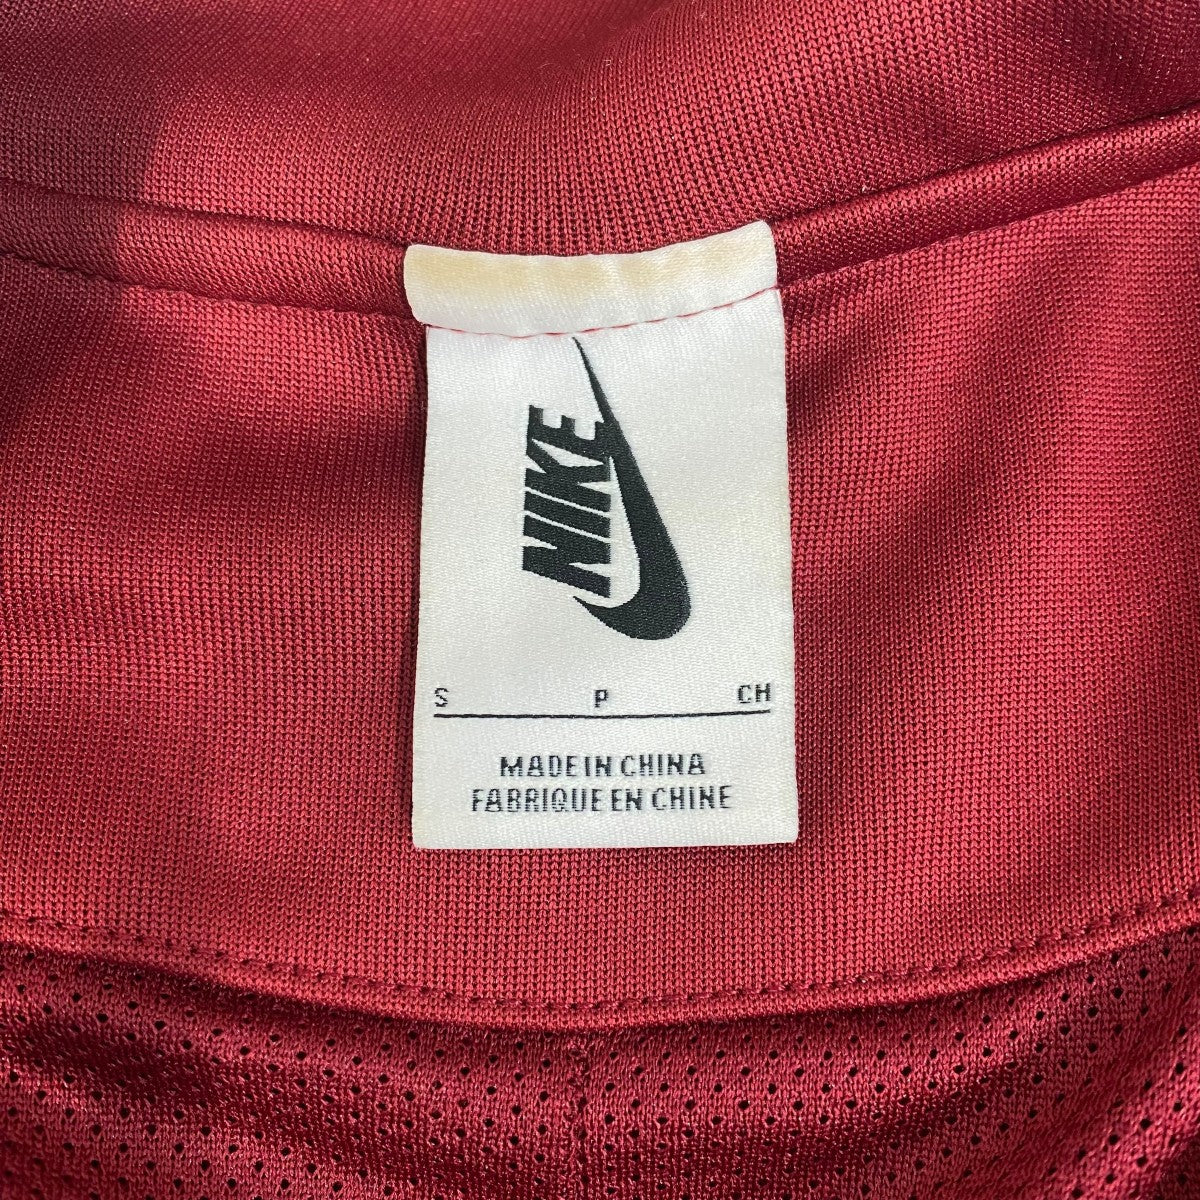 NIKE
S P CH
MADE IN CHINA
FABRIQUE EN CHINE